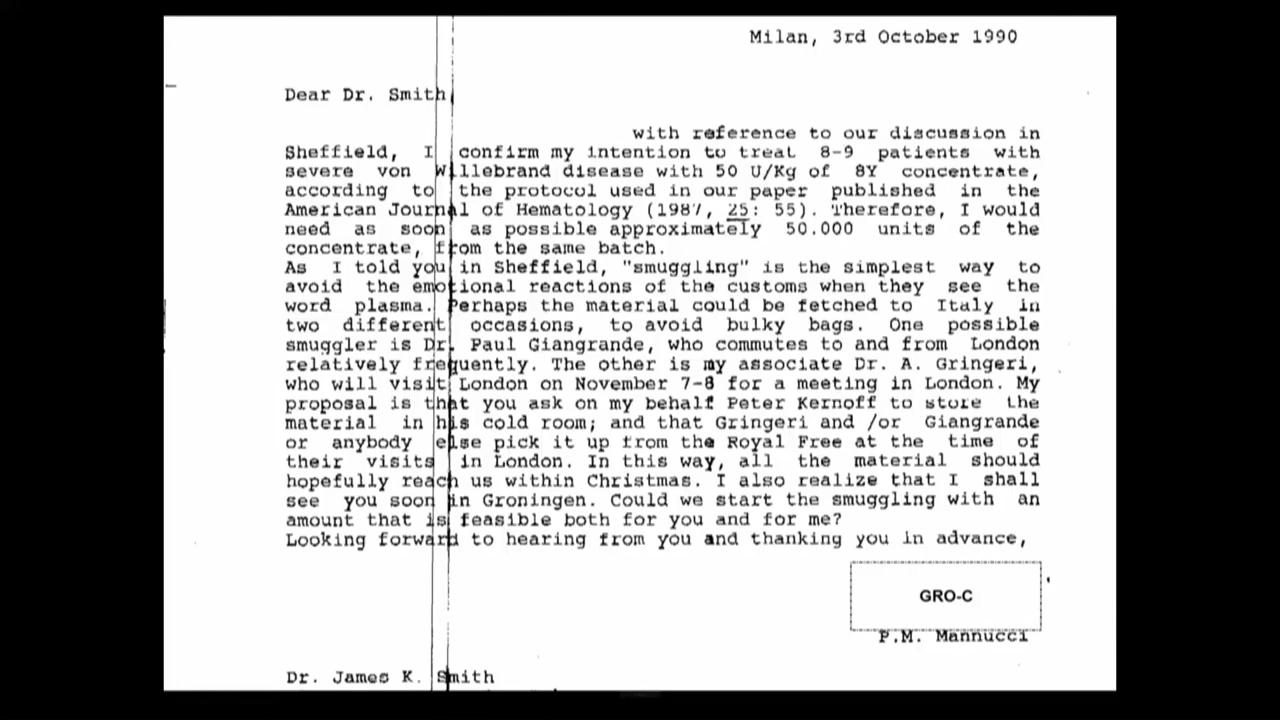 Milan, 3rd October 1990
Dear Dr. Smith,
with reference to our discussion in
Sheffield, I confirm my intention to treat 8-9 patients with
severe von Willebrand disease with 50 U/Kg of 8Y concentrate,
according to the protocol used in our paper published in the
American Journal of Hematology (1987, 25: 55). Therefore, I would
need as soon as possible approximately 50.000 units of the
concentrate, from the same batch.
As I told you in Sheffield, "smuggling" is the simplest way to
avoid the emotional reactions of the customs when they see the
word plasma. Perhaps the material could be fetched to Italy in
two different occasions, to avoid bulky bags. One possible
smuggler is Dr. Paul Giangrande, who commutes to and from London
relatively frequently. The other is my associate Dr. A. Gringeri,
who will visit London on November 7-8 for a meeting in London. My
proposal is that you ask on my behalf Peter Kernoff to store the
material in his cold room; and that Gringeri and /or Giangrande
or anybody else pick it up from the Royal Free at the time of
their visits in London. In this way, all the material should
hopefully reach us within Christmas. I also realize that I shall
see you soon in Groningen. Could we start the smuggling with an
amount that is feasible both for you and for me?
Looking forward to hearing from you and thanking you in advance,
GRO-C
P.M. Mannucci
Dr. James K. Smith